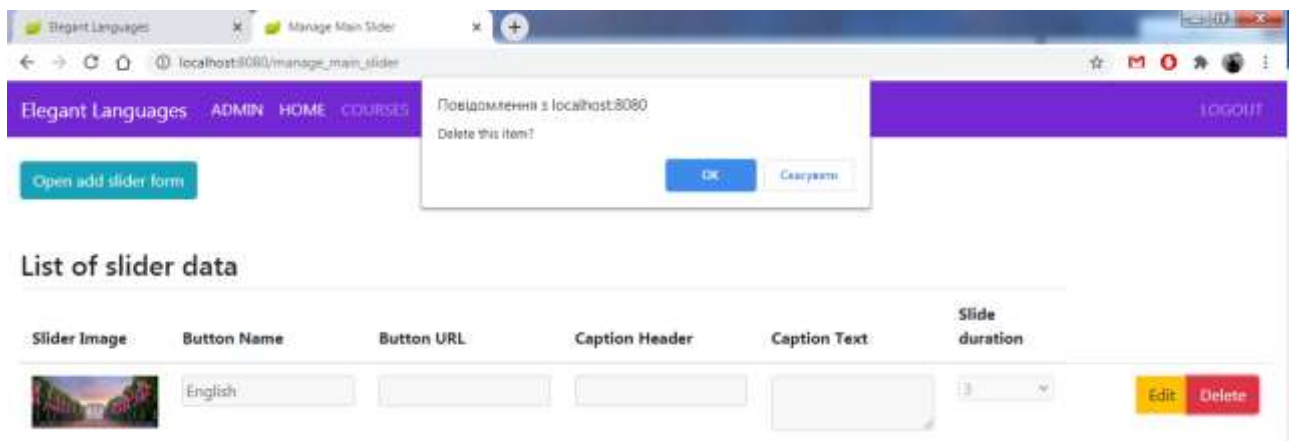 Elegant Languages
Manage Main Slider
localhost:8080/manage_main_slider
Elegant Languages ADMIN HOME COURSES LOGOUT
Повідомлення з localhost:8080
Delete this item?
OK Скасувати
Open add slider form
List of slider data
Slider Image Button Name Button URL Caption Header Caption Text Slide duration
English 3 Edit Delete